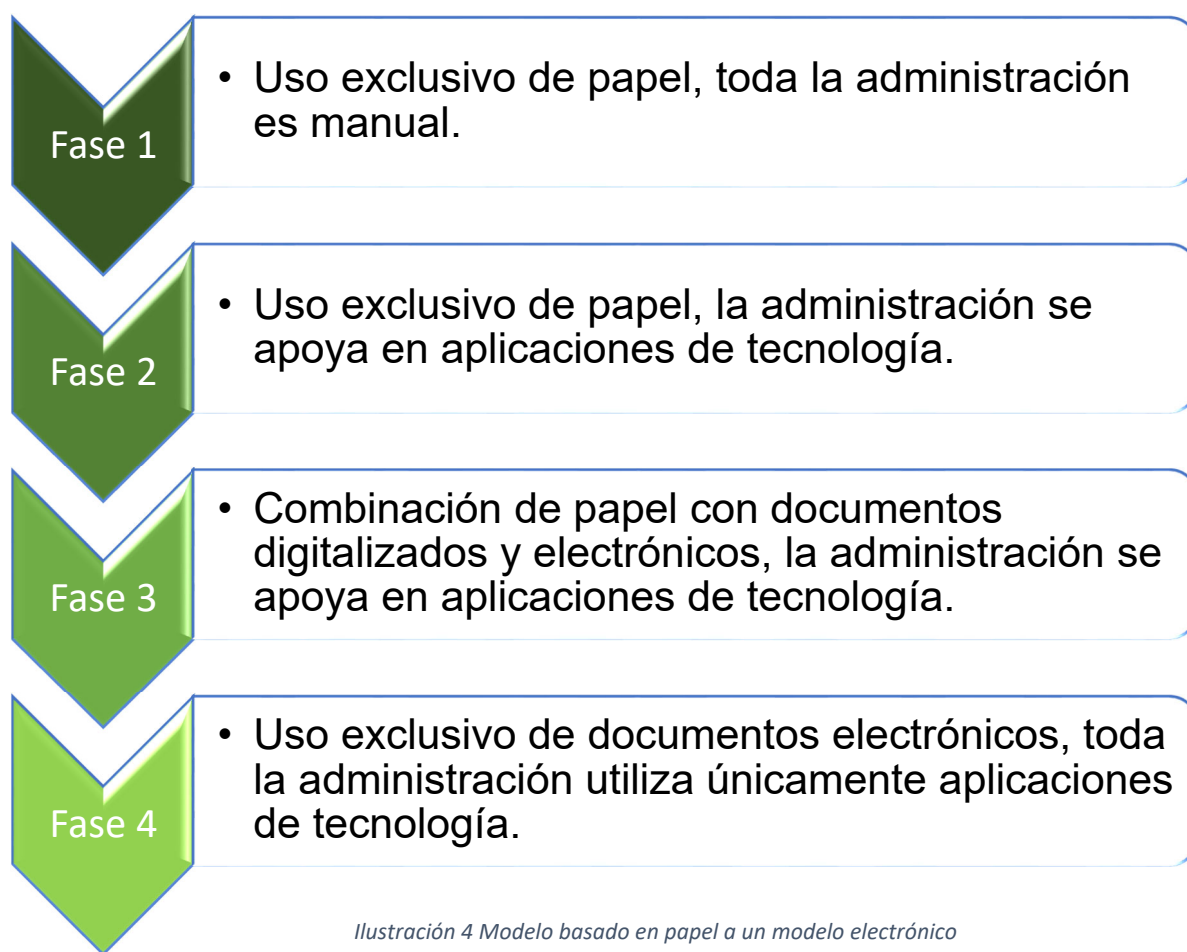 Fase 1
• Uso exclusivo de papel, toda la administración
es manual.
Fase 2
• Uso exclusivo de papel, la administración se
apoya en aplicaciones de tecnología.
Fase 3
• Combinación de papel con documentos
digitalizados y electrónicos, la administración se
apoya en aplicaciones de tecnología.
Fase 4
• Uso exclusivo de documentos electrónicos, toda
la administración utiliza únicamente aplicaciones
de tecnología.
Ilustración 4 Modelo basado en papel a un modelo electrónico